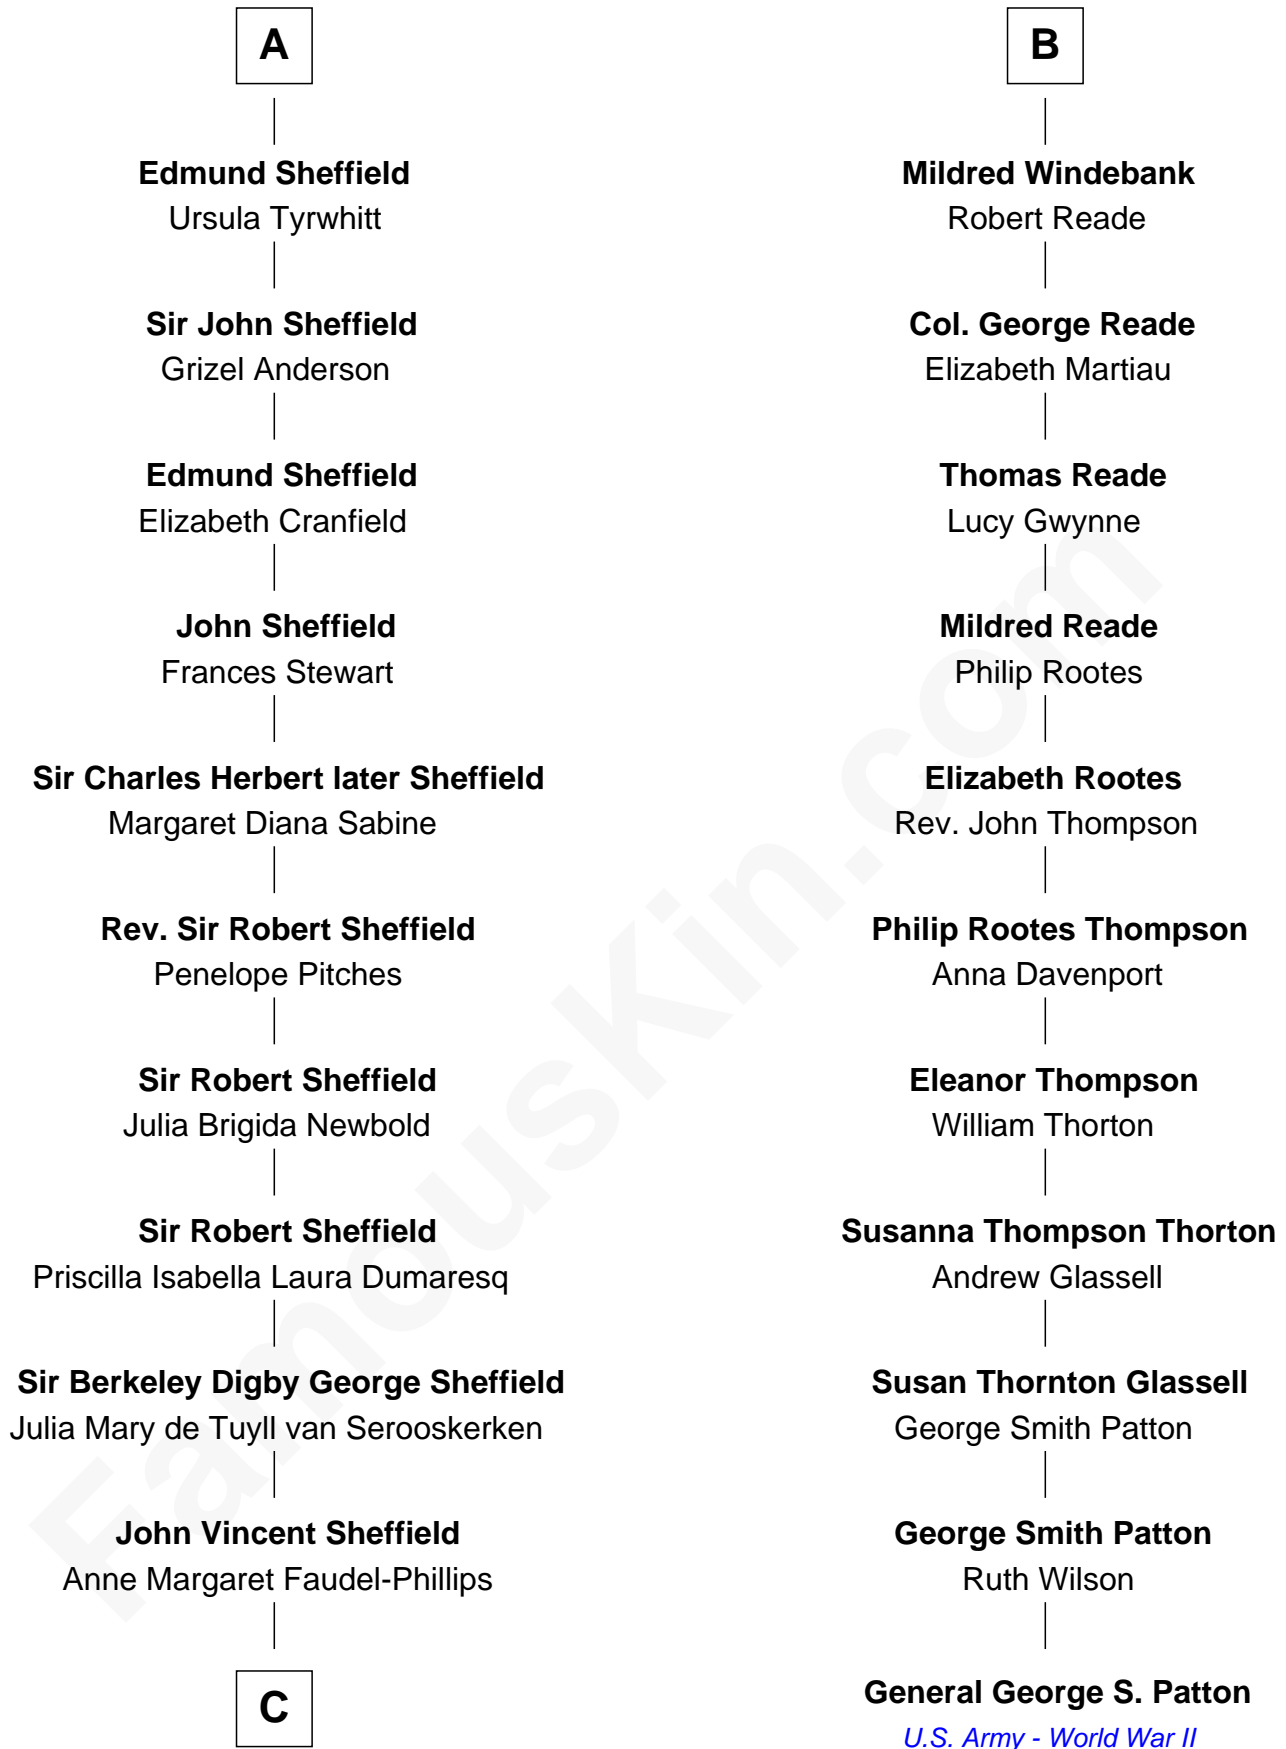 A
Edmund Sheffield
Ursula Tyrwhitt
Sir John Sheffield
Grizel Anderson
Edmund Sheffield
Elizabeth Cranfield
John Sheffield
Frances Stewart
Sir Charles Herbert later Sheffield
Margaret Diana Sabine
Rev. Sir Robert Sheffield
Penelope Pitches
Sir Robert Sheffield
Julia Brigida Newbold
Sir Robert Sheffield
Priscilla Isabella Laura Dumaresq
Sir Berkeley Digby George Sheffield
Julia Mary de Tuyll van Serooskerken
John Vincent Sheffield
Anne Margaret Faudel-Phillips
C
B
Mildred Windebank
Robert Reade
Col. George Reade
Elizabeth Martiau
Thomas Reade
Lucy Gwynne
Mildred Reade
Philip Rootes
Elizabeth Rootes
Rev. John Thompson
Philip Rootes Thompson
Anna Davenport
Eleanor Thompson
William Thorton
Susanna Thompson Thorton
Andrew Glassell
Susan Thornton Glassell
George Smith Patton
George Smith Patton
Ruth Wilson
General George S. Patton
U.S. Army - World War II
FamousKin.com